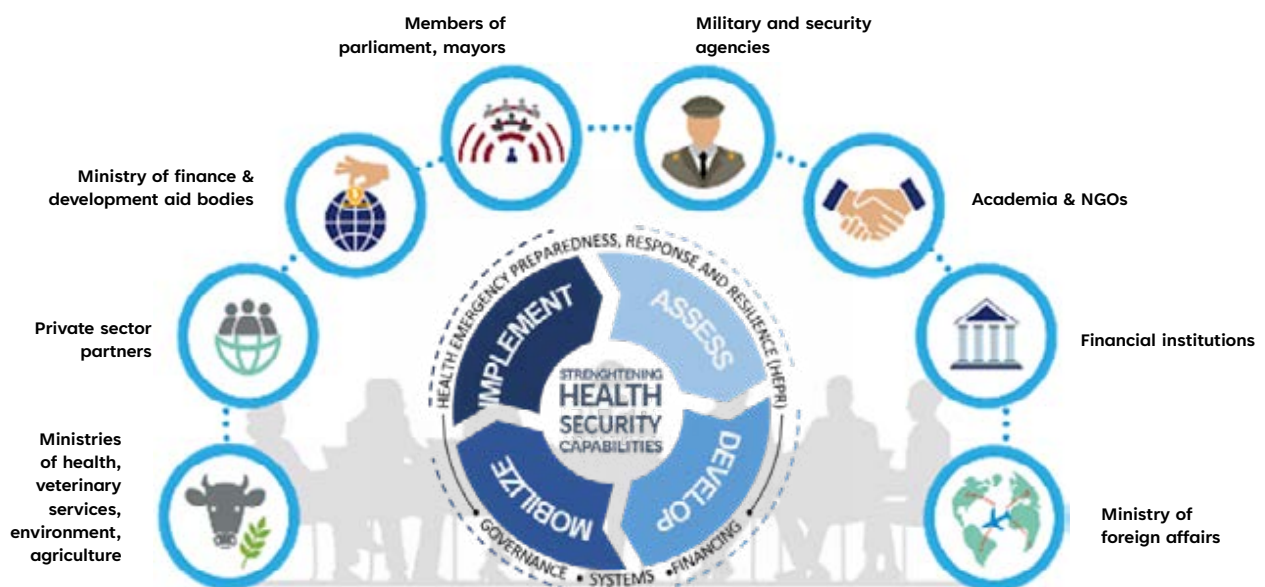 Members of
parliament, mayors
Military and security
agencies
Ministry of finance &
development aid bodies
Academia & NGOs
Private sector
partners
Financial institutions
Ministries
of health,
veterinary
services,
environment,
agriculture
Ministry of
foreign affairs
HEALTH EMERGENCY PREPAREDNESS, RESPONSE AND RESILIENCE (HEPR)
IMPLEMENT
ASSESS
STRENGHTENING
HEALTH
SECURITY
CAPABILITIES
MOBILIZE
DEVELOP
• GOVERNANCE • SYSTEMS • FINANCING •